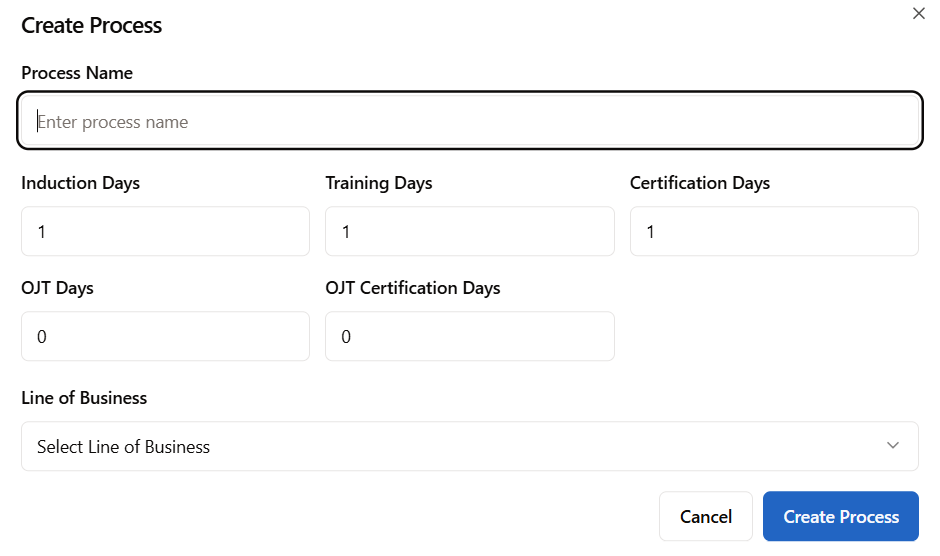 Create Process
Process Name
Enter process name
Induction Days Training Days Certification Days
1 1 1
OJT Days OJT Certification Days
0 0
Line of Business
Select Line of Business
Cancel Create Process